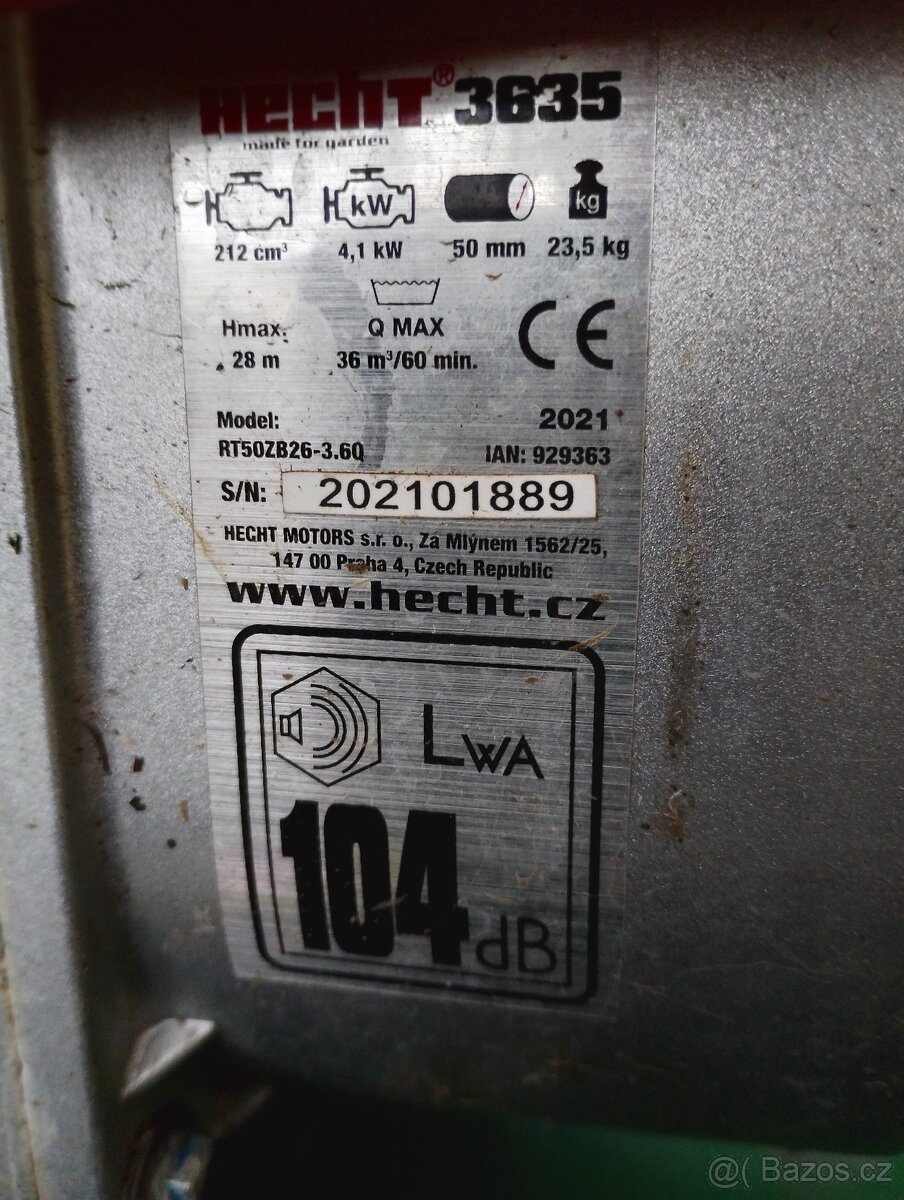 HECHT® 3635
made for garden
kW
kg
212 cm³ 4,1 kW 50 mm 23,5 kg
Hmax. Q MAX CE
28 m 36 m³/60 min.
Model: 2021
RT50ZB26-3.6Q IAN: 929363
S/N: 202101889
HECHT MOTORS s.r. o., Za Mlýnem 1562/25,
147 00 Praha 4, Czech Republic
www.hecht.cz
LWA
104 dB
@( Bazos.cz